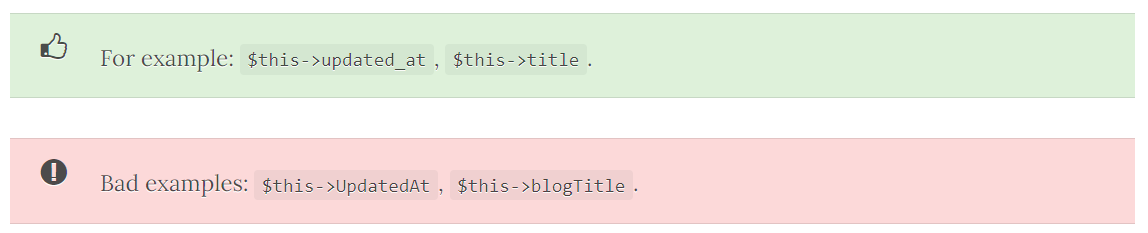 For example: $this->updated_at, $this->title.
Bad examples: $this->UpdatedAt, $this->blogTitle.